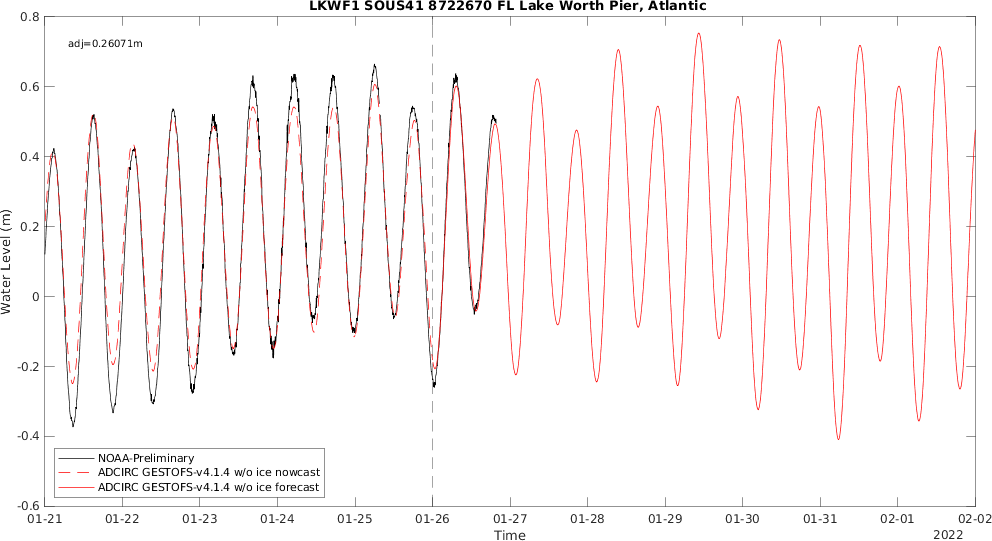 LKWF1 SOUS41 8722670 FL Lake Worth Pier, Atlantic
adj=0.26071m
0.8
0.6
0.4
0.2
0
-0.2
-0.4
-0.6
Water Level (m)
NOAA-Preliminary
ADCIRC GESTOFS-v4.1.4 w/o ice nowcast
ADCIRC GESTOFS-v4.1.4 w/o ice forecast
01-21 01-22 01-23 01-24 01-25 01-26 01-27 01-28 01-29 01-30 01-31 02-01 02-02
Time
2022